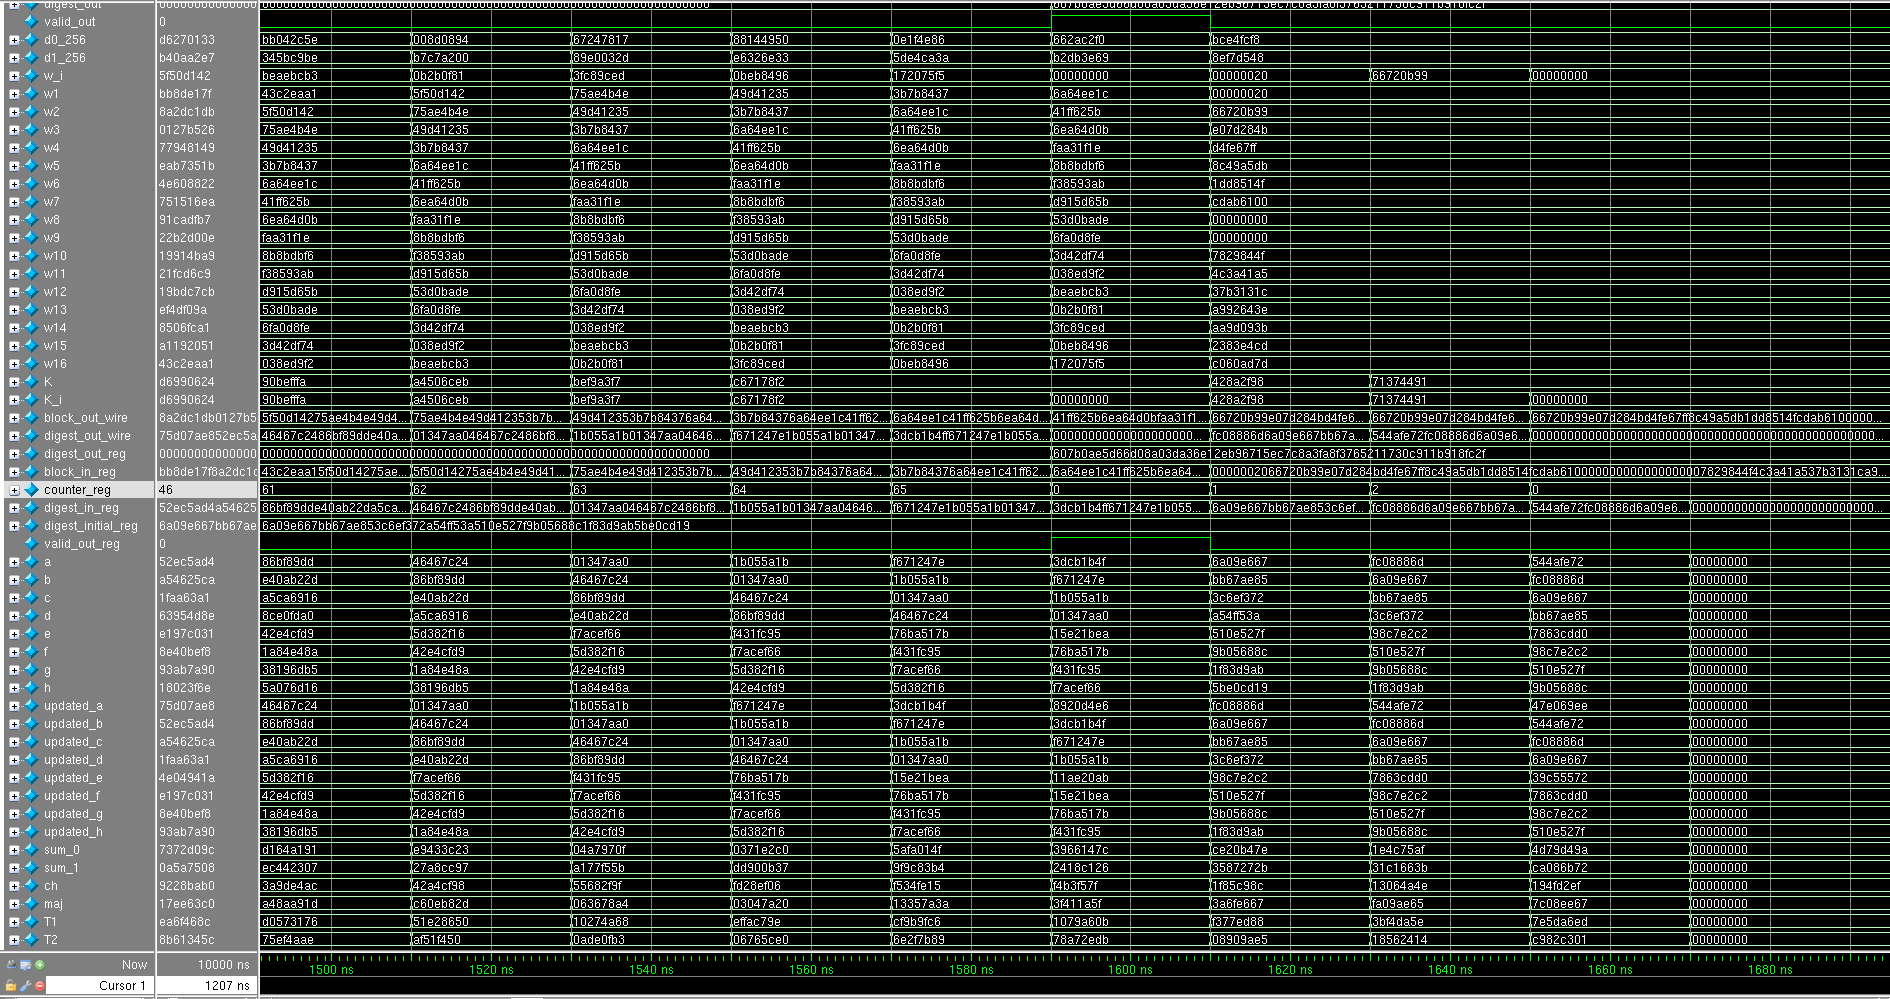 digest_out 000000000000 00000000000000000000000000000000000000000000000000000000 607b0ae5d66d08a03da36e12eb96715ec7c8a3fa8f3765211730c911b918fc2f
valid_out 0
d0_256 d6270133 bb042c5e 008d0894 67247817 88144950 0e1f4e86 662ac2f0 bce4fcf8
d1_256 b40aa2e7 345bc9be b7c7a200 89e0032d e6326e33 5de4ca3a b2db3e69 8ef7d548
w_i 5f50d142 beaebcb3 0b2b0f81 3fc89ced 0beb8496 172075f5 00000000 00000020 66720b99 00000000
w1 bb8de17f 43c2eaa1 5f50d142 75ae4b4e 49d41235 3b7b8437 6a64ee1c 00000020
w2 8a2dc1db 5f50d142 75ae4b4e 49d41235 3b7b8437 6a64ee1c 41ff625b 66720b99
w3 0127b526 75ae4b4e 49d41235 3b7b8437 6a64ee1c 41ff625b 6ea64d0b e07d284b
w4 77948149 49d41235 3b7b8437 6a64ee1c 41ff625b 6ea64d0b faa31f1e d4fe67ff
w5 eab7351b 3b7b8437 6a64ee1c 41ff625b 6ea64d0b faa31f1e 8b8bdbf6 8c49a5db
w6 4e608822 6a64ee1c 41ff625b 6ea64d0b faa31f1e 8b8bdbf6 f38593ab 1dd8514f
w7 751516ea 41ff625b 6ea64d0b faa31f1e 8b8bdbf6 f38593ab d915d65b cdab6100
w8 91cadfb7 6ea64d0b faa31f1e 8b8bdbf6 f38593ab d915d65b 53d0bade 00000000
w9 22b2d00e faa31f1e 8b8bdbf6 f38593ab d915d65b 53d0bade 6fa0d8fe 00000000
w10 19914ba9 8b8bdbf6 f38593ab d915d65b 53d0bade 6fa0d8fe 3d42df74 7829844f
w11 21fcd6c9 f38593ab d915d65b 53d0bade 6fa0d8fe 3d42df74 038ed9f2 4c3a41a5
w12 19bdc7cb d915d65b 53d0bade 6fa0d8fe 3d42df74 038ed9f2 beaebcb3 37b3131c
w13 ef4df09a 53d0bade 6fa0d8fe 3d42df74 038ed9f2 beaebcb3 0b2b0f81 a992643e
w14 8506fca1 6fa0d8fe 3d42df74 038ed9f2 beaebcb3 0b2b0f81 3fc89ced aa9d093b
w15 a1192051 3d42df74 038ed9f2 beaebcb3 0b2b0f81 3fc89ced 0beb8496 2383e4cd
w16 43c2eaa1 038ed9f2 beaebcb3 0b2b0f81 3fc89ced 0beb8496 172075f5 c060ad7d
K d6990624 90befffa a4506ceb bef9a3f7 c67178f2 428a2f98 71374491
K_i d6990624 90befffa a4506ceb bef9a3f7 c67178f2 00000000 428a2f98 71374491 00000000
block_out_wire 8a2dc1db0127b5 5f50d14275ae4b4e49d4... 75ae4b4e49d412353b7b... 49d412353b7b84376a64... 3b7b84376a64ee1c41ff62... 6a64ee1c41ff625b6ea64d... 41ff625b6ea64d0bfaa31f1... 66720b99e07d284bd4fe6... 66720b99e07d284bd4fe6... 66720b99e07d284bd4fe67ff8c49a5db1dd8514fcdab6100000...
digest_out_wire 75d07ae852ec5a 46467c2486bf89dde40a... 01347aa046467c2486bf8... 1b055a1b01347aa04646... f671247e1b055a1b01347... 3dcb1b4ff671247e1b055a... 0000000000000000000... fc08886d6a09e667bb67a... 544afe72fc08886d6a09e6... 00000000000000000000000000000000000000000000000...
digest_out_reg 000000000000 00000000000000000000000000000000000000000000000000000000 607b0ae5d66d08a03da36e12eb96715ec7c8a3fa8f3765211730c911b918fc2f
block_in_reg bb8de17f8a2dc1c 43c2eaa15f50d14275ae... 5f50d14275ae4b4e49d41... 75ae4b4e49d412353b7b... 49d412353b7b84376a64... 3b7b84376a64ee1c41ff62... 6a64ee1c41ff625b6ea64... 0000002066720b99e07d284bd4fe67ff8c49a5db1dd8514fcdab610000000000000000007829844f4c3a41a537b3131ca9...
counter_reg 46 61 62 63 64 65 0 1 2 0
digest_in_reg 52ec5ad4a54625 86bf89dde40ab22da5ca... 46467c2486bf89dde40ab... 01347aa046467c2486bf8... 1b055a1b01347aa04646... f671247e1b055a1b01347... 3dcb1b4ff671247e1b055... 6a09e667bb67ae853c6ef... fc08886d6a09e667bb67a... 544afe72fc08886d6a09e6... 00000000000000000000000...
digest_initial_reg 6a09e667bb67ae 6a09e667bb67ae853c6ef372a54ff53a510e527f9b05688c1f83d9ab5be0cd19
valid_out_reg 0
a 52ec5ad4 86bf89dd 46467c24 01347aa0 1b055a1b f671247e 3dcb1b4f 6a09e667 fc08886d 544afe72 00000000
b a54625ca e40ab22d 86bf89dd 46467c24 01347aa0 1b055a1b f671247e bb67ae85 6a09e667 fc08886d 00000000
c 1faa63a1 a5ca6916 e40ab22d 86bf89dd 46467c24 01347aa0 1b055a1b 3c6ef372 bb67ae85 6a09e667 00000000
d 63954d8e 8ce0fda0 a5ca6916 e40ab22d 86bf89dd 46467c24 01347aa0 a54ff53a 3c6ef372 bb67ae85 00000000
e e197c031 42e4cfd9 5d382f16 f7acef66 f431fc95 76ba517b 15e21bea 510e527f 98c7e2c2 7863cdd0 00000000
f 8e40bef8 1a84e48a 42e4cfd9 5d382f16 f7acef66 f431fc95 76ba517b 9b05688c 510e527f 98c7e2c2 00000000
g 93ab7a90 38196db5 1a84e48a 42e4cfd9 5d382f16 f7acef66 f431fc95 1f83d9ab 9b05688c 510e527f 00000000
h 18023f6e 5a076d16 38196db5 1a84e48a 42e4cfd9 5d382f16 f7acef66 5be0cd19 1f83d9ab 9b05688c 00000000
updated_a 75d07ae8 46467c24 01347aa0 1b055a1b f671247e 3dcb1b4f 8920d4e6 fc08886d 544afe72 47e069ee 00000000
updated_b 52ec5ad4 86bf89dd 46467c24 01347aa0 1b055a1b f671247e 3dcb1b4f 6a09e667 fc08886d 544afe72 00000000
updated_c a54625ca e40ab22d 86bf89dd 46467c24 01347aa0 1b055a1b f671247e bb67ae85 6a09e667 fc08886d 00000000
updated_d 1faa63a1 a5ca6916 e40ab22d 86bf89dd 46467c24 01347aa0 1b055a1b 3c6ef372 bb67ae85 6a09e667 00000000
updated_e 4e04941a 5d382f16 f7acef66 f431fc95 76ba517b 15e21bea 11ae20ab 98c7e2c2 7863cdd0 39c55572 00000000
updated_f e197c031 42e4cfd9 5d382f16 f7acef66 f431fc95 76ba517b 15e21bea 510e527f 98c7e2c2 7863cdd0 00000000
updated_g 8e40bef8 1a84e48a 42e4cfd9 5d382f16 f7acef66 f431fc95 76ba517b 9b05688c 510e527f 98c7e2c2 00000000
updated_h 93ab7a90 38196db5 1a84e48a 42e4cfd9 5d382f16 f7acef66 f431fc95 1f83d9ab 9b05688c 510e527f 00000000
sum_0 7372d09c d164a191 e9433c23 04a7970f 0371e2c0 5afa014f 3966147c ce20b47e 1e4c75af 4d79d49a 00000000
sum_1 0a5a7508 ec442307 27a8cc97 a177f55b dd900b37 9f9c83b4 2418c126 3587272b 31c1663b ca086b72 00000000
ch 9228bab0 3a9de4ac 42a4cf98 55682f9f fd28ef06 f534fe15 f4b3f57f 1f85c98c 13064a4e 194fd2ef 00000000
maj 17ee63c0 a48aa91d c60eb82d 063678a4 03047a20 13357a3a 3f411a5f 3a6fe667 fa09ae65 7c08ee67 00000000
T1 ea6f468c d0573176 51e28650 10274a68 effac79e cf9b9fc6 1079a60b f377ed88 3bf4da5e 7e5da6ed 00000000
T2 8b61345c 75ef4aae af51f450 0ade0fb3 06765ce0 6e2f7b89 78a72edb 08909ae5 18562414 c982c301 00000000
Now 10000 ns 1500 ns 1520 ns 1540 ns 1560 ns 1580 ns 1600 ns 1620 ns 1640 ns 1660 ns 1680 ns
Cursor 1 1207 ns